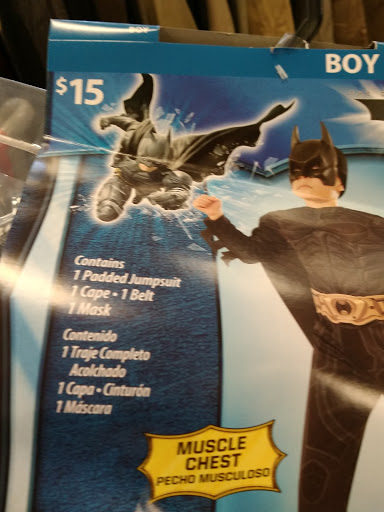 BOY
BOY
$15
Contains
1 Padded Jumpsuit
1 Cape • 1 Belt
1 Mask
Contenido
1 Traje Completo
Acolchado
1 Capa • Cinturón
1 Máscara
MUSCLE
CHEST
PECHO MUSCULOSO